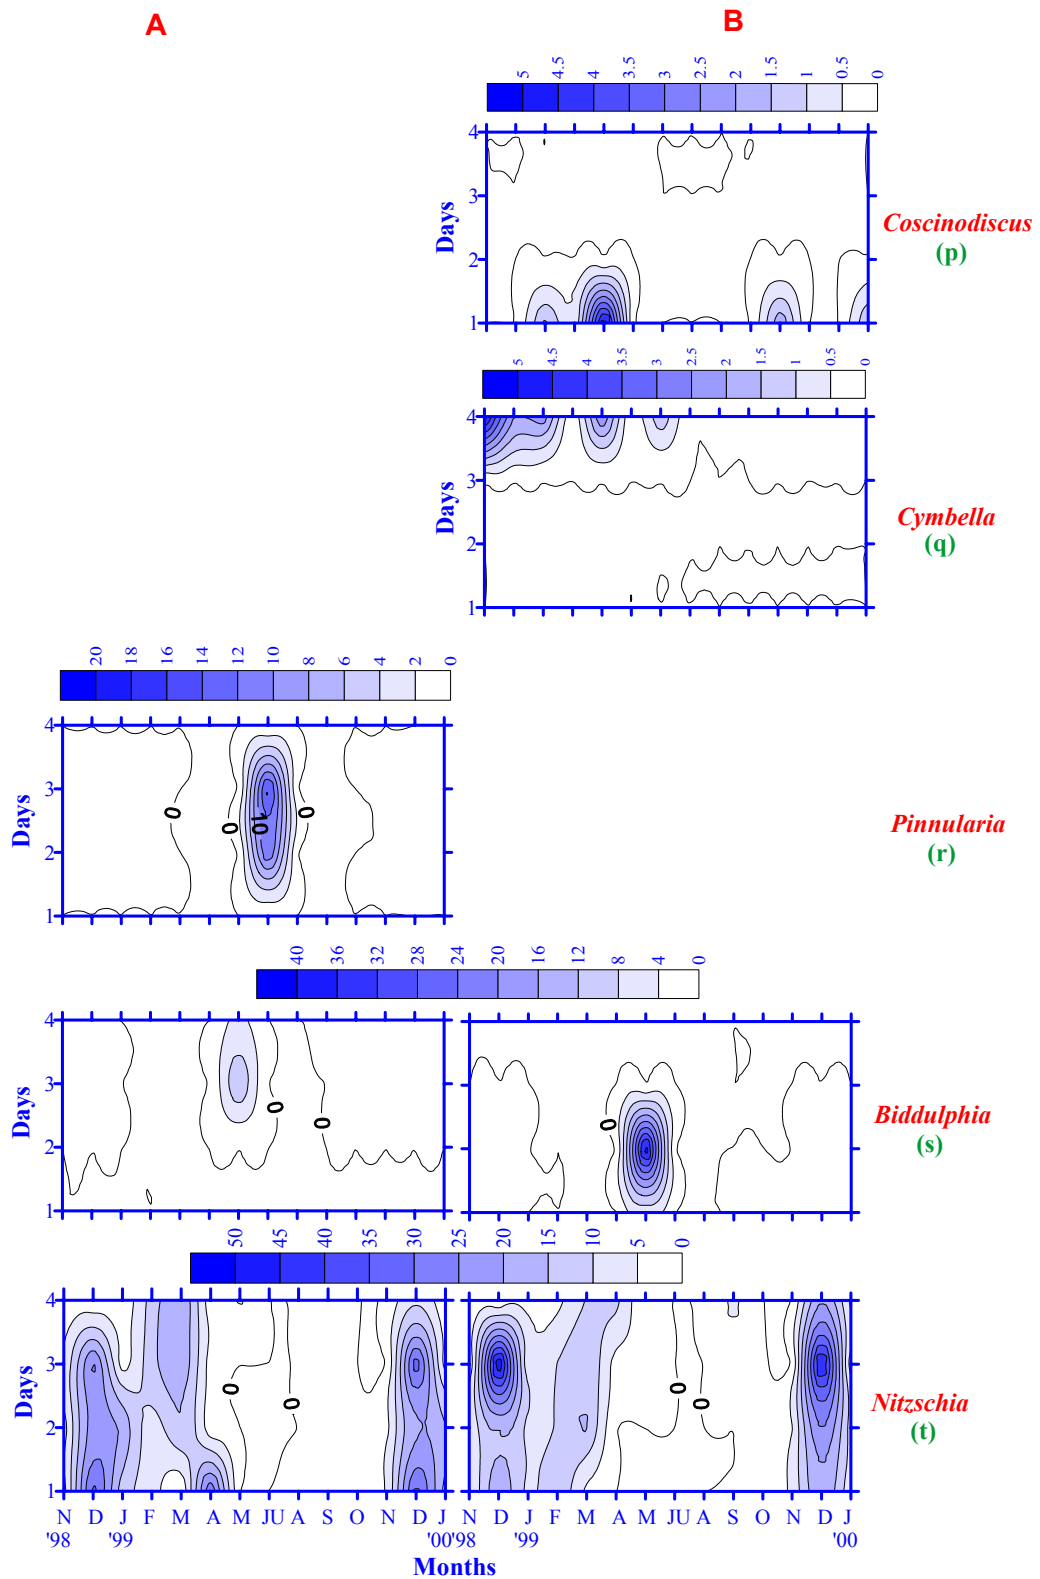 A B
5 4.5 4 3.5 3 2.5 2 1.5 1 0.5 0
4
3
2
1
Days
Coscinodiscus
(p)
5 4.5 4 3.5 3 2.5 2 1.5 1 0.5 0
4
3
2
1
Days
Cymbella
(q)
20 18 16 14 12 10 8 6 4 2 0
4
3
2
1
Days
0 0 10 0
Pinnularia
(r)
40 36 32 28 24 20 16 12 8 4 0
4
3
2
1
Days
0 0 0
Biddulphia
(s)
50 45 40 35 30 25 20 15 10 5 0
4
3
2
1
Days
0 0 0 0
Nitzschia
(t)
N D J F M A M JU A S O N D J N D J F M A M JU A S O N D J
'98 '99 '00 '98 '99 '00
Months